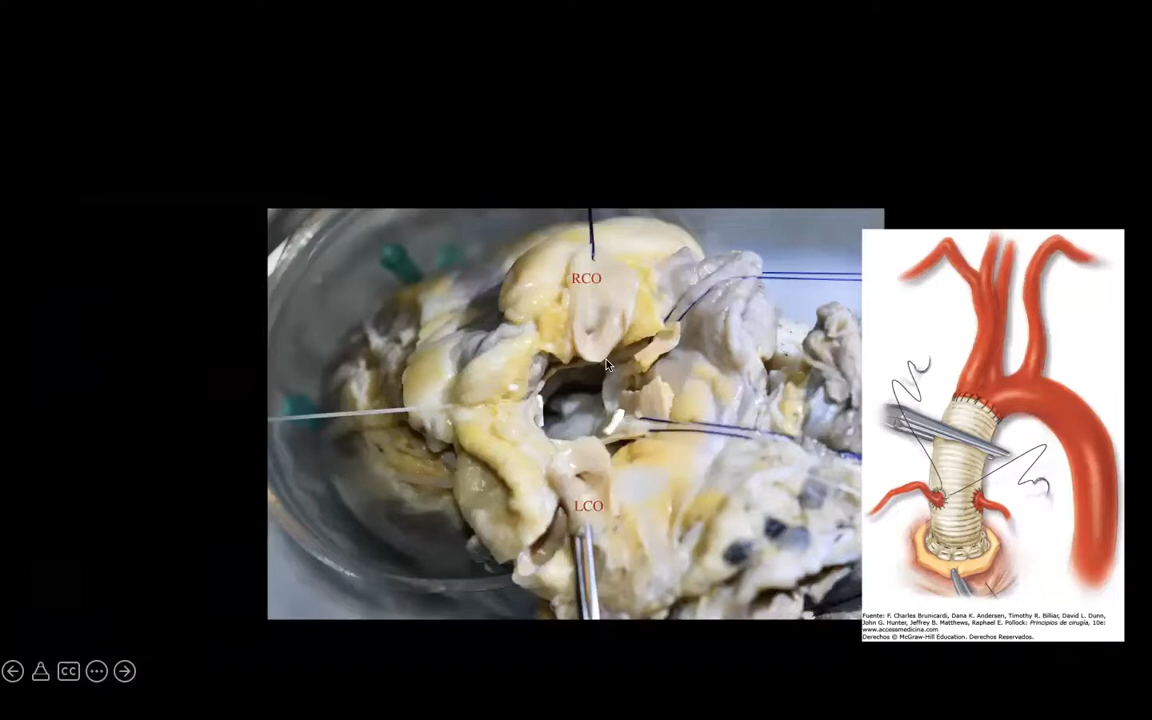 RCO
LCO
Fuente: F. Charles Brunicardi, Dana K. Andersen, Timothy R. Billiar, David L. Dunn,
John G. Hunter, Jeffrey B. Matthews, Raphael E. Pollock: Principios de cirugía, 10e:
www.accessmedicina.com
Derechos © McGraw-Hill Education. Derechos Reservados.
CC